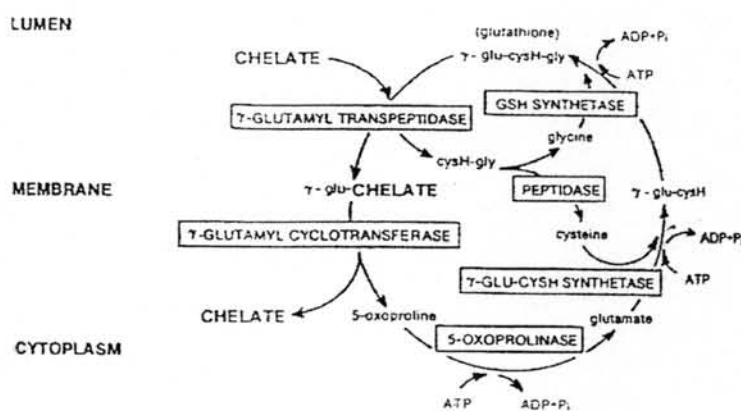 LUMEN
(glutathione)
ADP+Pi
CHELATE
γ- glu-cysH-gly
ATP
γ-GLUTAMYL TRANSPEPTIDASE
GSH SYNTHETASE
glycine
cysH-gly
MEMBRANE
γ- glu-CHELATE
PEPTIDASE
γ- glu-cysH
γ-GLUTAMYL CYCLOTRANSFERASE
cysteine
ADP+Pi
γ-GLU-CYSH SYNTHETASE
ATP
CHELATE
5-oxoproline
glutamate
CYTOPLASM
5-OXOPROLINASE
ATP
ADP+Pi